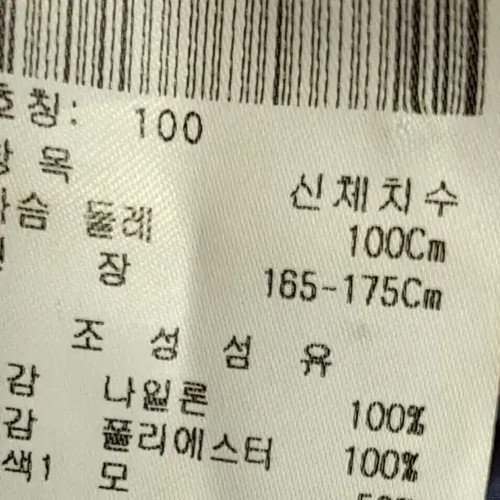 호칭: 100
항 목 신체치수
가슴 둘레 100Cm
신 장 165-175Cm
조 성 섬 유
감 나일론 100%
감 폴리에스터 100%
색1 모